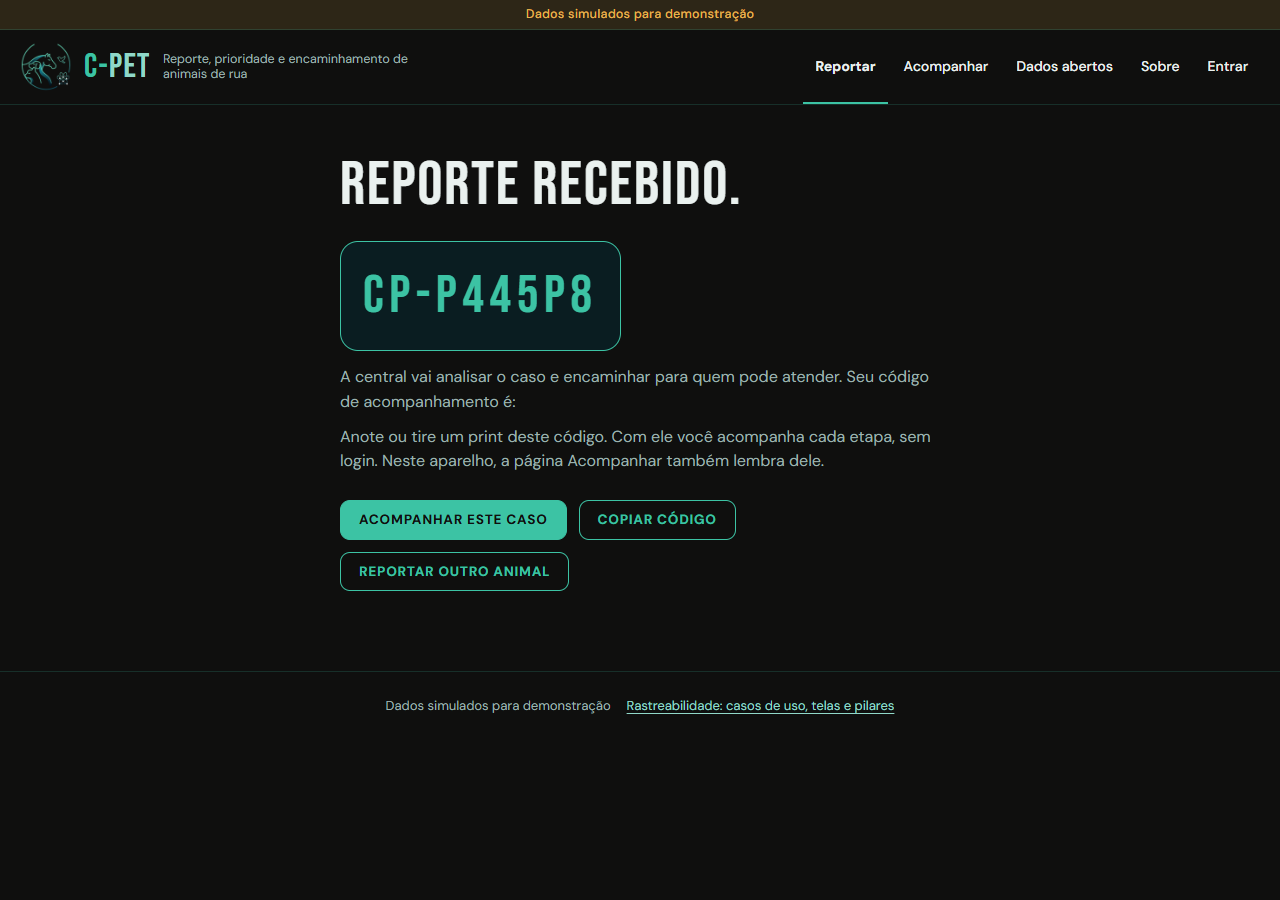 Dados simulados para demonstração
C-PET
Reporte, prioridade e encaminhamento de
animais de rua
Reportar
Acompanhar
Dados abertos
Sobre
Entrar
REPORTE RECEBIDO.
CP-P445P8
A central vai analisar o caso e encaminhar para quem pode atender. Seu código
de acompanhamento é:
Anote ou tire um print deste código. Com ele você acompanha cada etapa, sem
login. Neste aparelho, a página Acompanhar também lembra dele.
ACOMPANHAR ESTE CASO
COPIAR CÓDIGO
REPORTAR OUTRO ANIMAL
Dados simulados para demonstração
Rastreabilidade: casos de uso, telas e pilares